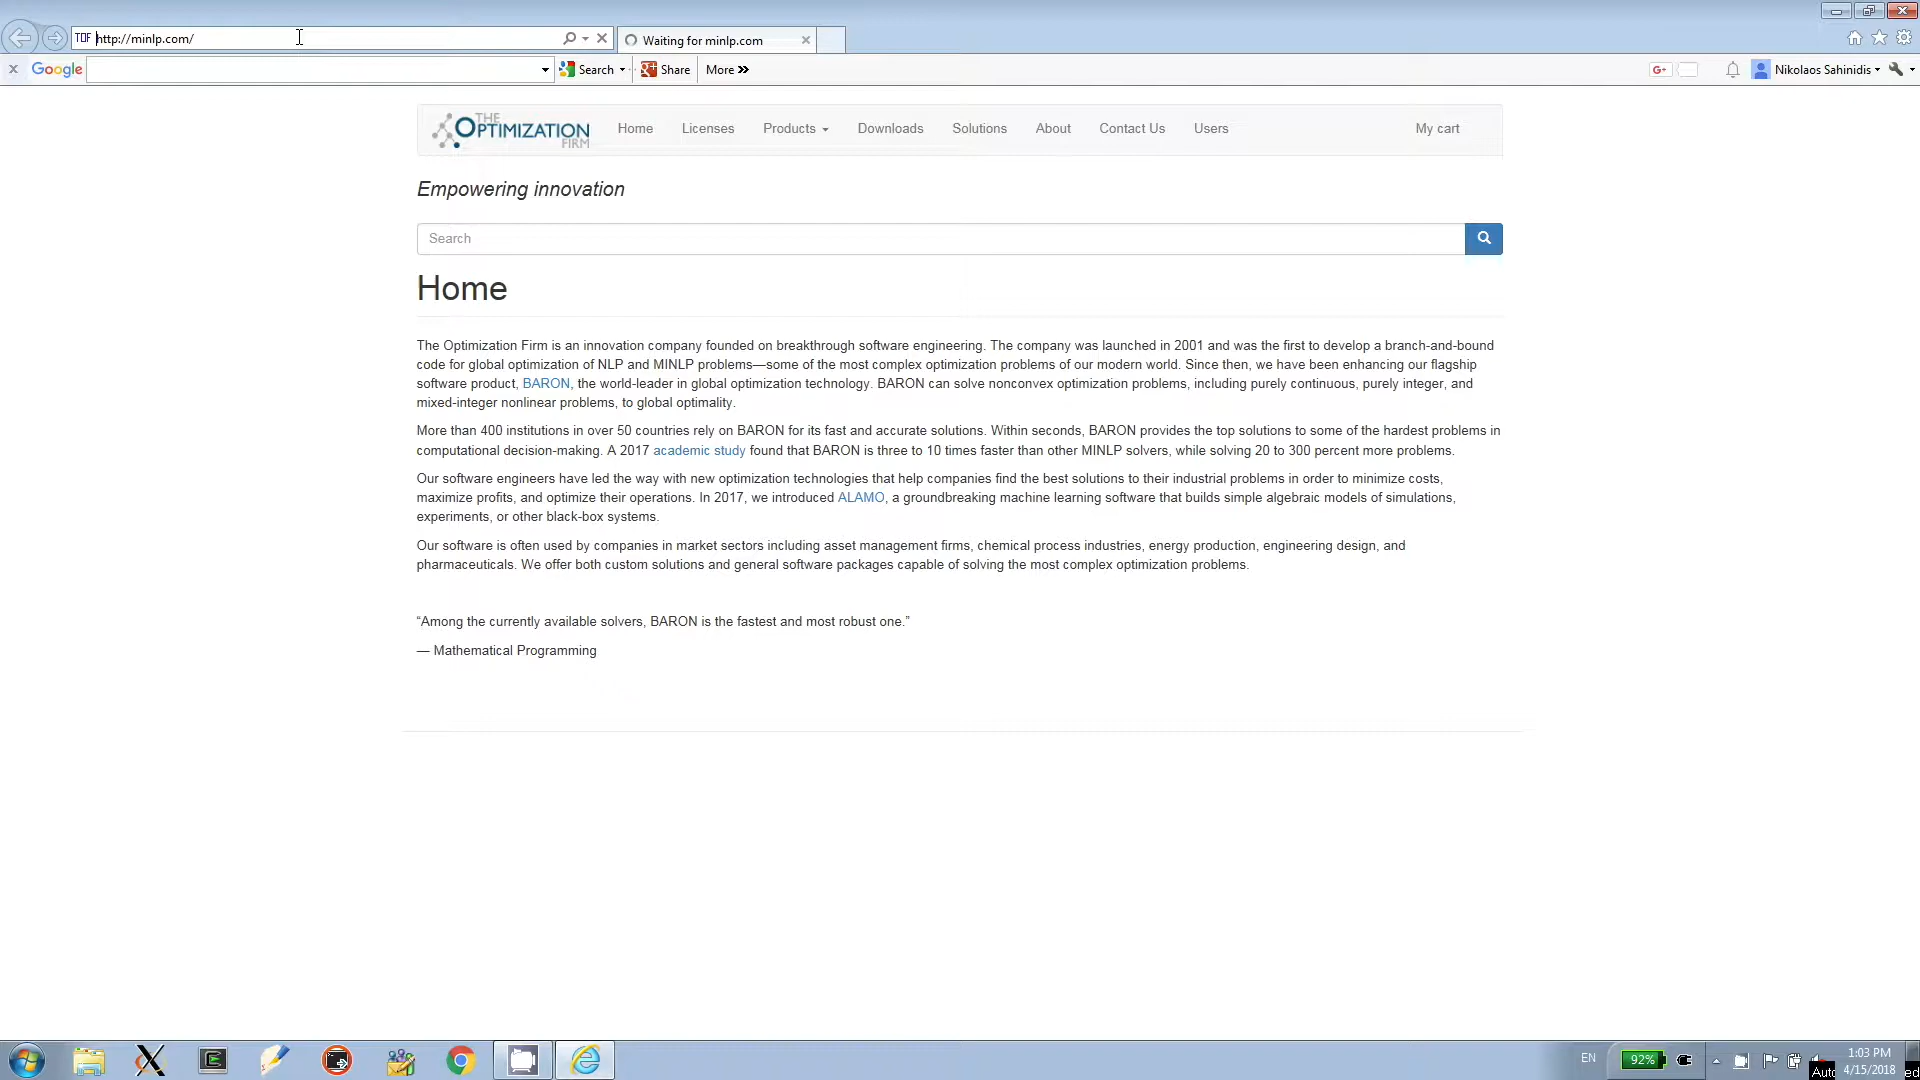 TOF http://minlp.com/
Waiting for minlp.com
Google
Search
Share
More
G+
Nikolaos Sahinidis
THE
OPTIMIZATION
FIRM
Home
Licenses
Products
Downloads
Solutions
About
Contact Us
Users
My cart
Empowering innovation
Search
Home
The Optimization Firm is an innovation company founded on breakthrough software engineering. The company was launched in 2001 and was the first to develop a branch-and-bound
code for global optimization of NLP and MINLP problems—some of the most complex optimization problems of our modern world. Since then, we have been enhancing our flagship
software product, BARON, the world-leader in global optimization technology. BARON can solve nonconvex optimization problems, including purely continuous, purely integer, and
mixed-integer nonlinear problems, to global optimality.
More than 400 institutions in over 50 countries rely on BARON for its fast and accurate solutions. Within seconds, BARON provides the top solutions to some of the hardest problems in
computational decision-making. A 2017 academic study found that BARON is three to 10 times faster than other MINLP solvers, while solving 20 to 300 percent more problems.
Our software engineers have led the way with new optimization technologies that help companies find the best solutions to their industrial problems in order to minimize costs,
maximize profits, and optimize their operations. In 2017, we introduced ALAMO, a groundbreaking machine learning software that builds simple algebraic models of simulations,
experiments, or other black-box systems.
Our software is often used by companies in market sectors including asset management firms, chemical process industries, energy production, engineering design, and
pharmaceuticals. We offer both custom solutions and general software packages capable of solving the most complex optimization problems.
“Among the currently available solvers, BARON is the fastest and most robust one.”
— Mathematical Programming
EN
92%
1:03 PM
4/15/2018